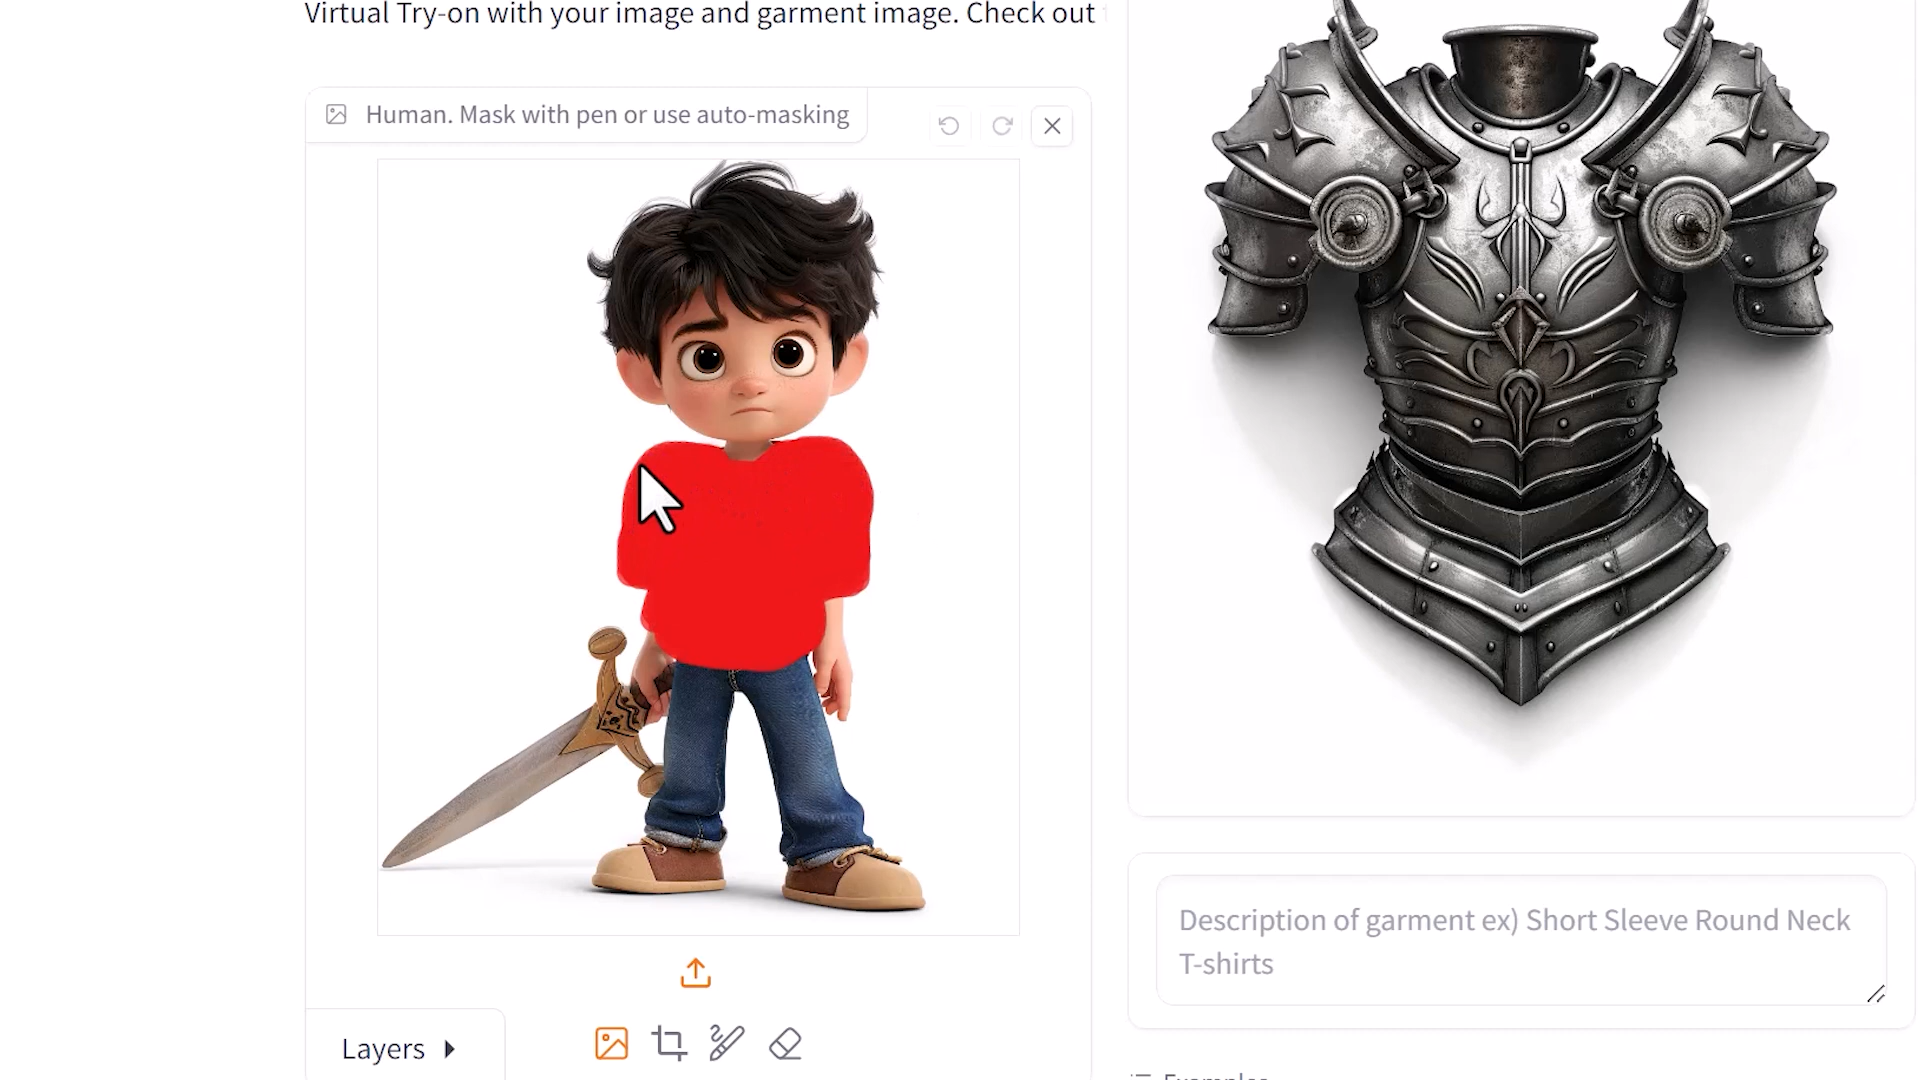 Virtual Try-on with your image and garment image. Check out
Human. Mask with pen or use auto-masking
Layers
Description of garment ex) Short Sleeve Round Neck
T-shirts
Examples